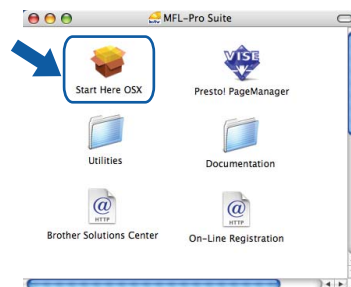 MFL-Pro Suite
Start Here OSX
VISE
Presto! PageManager
Utilities
Documentation
@
HTTP
@
HTTP
Brother Solutions Center
On-Line Registration